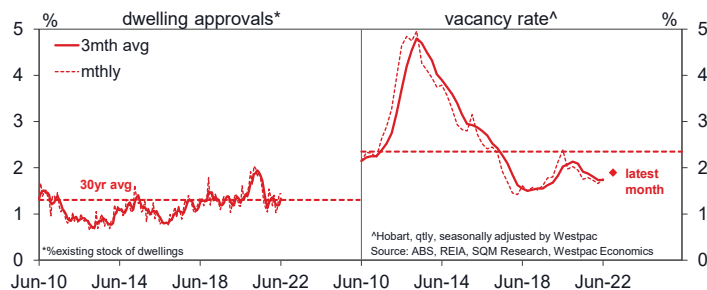 % dwelling approvals* vacancy rate^ %
5 5
3mth avg
mthly
4 4
3 3
2 2
30yr avg
latest
month
1 1
^Hobart, qtly, seasonally adjusted by Westpac
*%existing stock of dwellings
Source: ABS, REIA, SQM Research, Westpac Economics
0 0
Jun-10 Jun-14 Jun-18 Jun-22
Jun-10 Jun-14 Jun-18 Jun-22